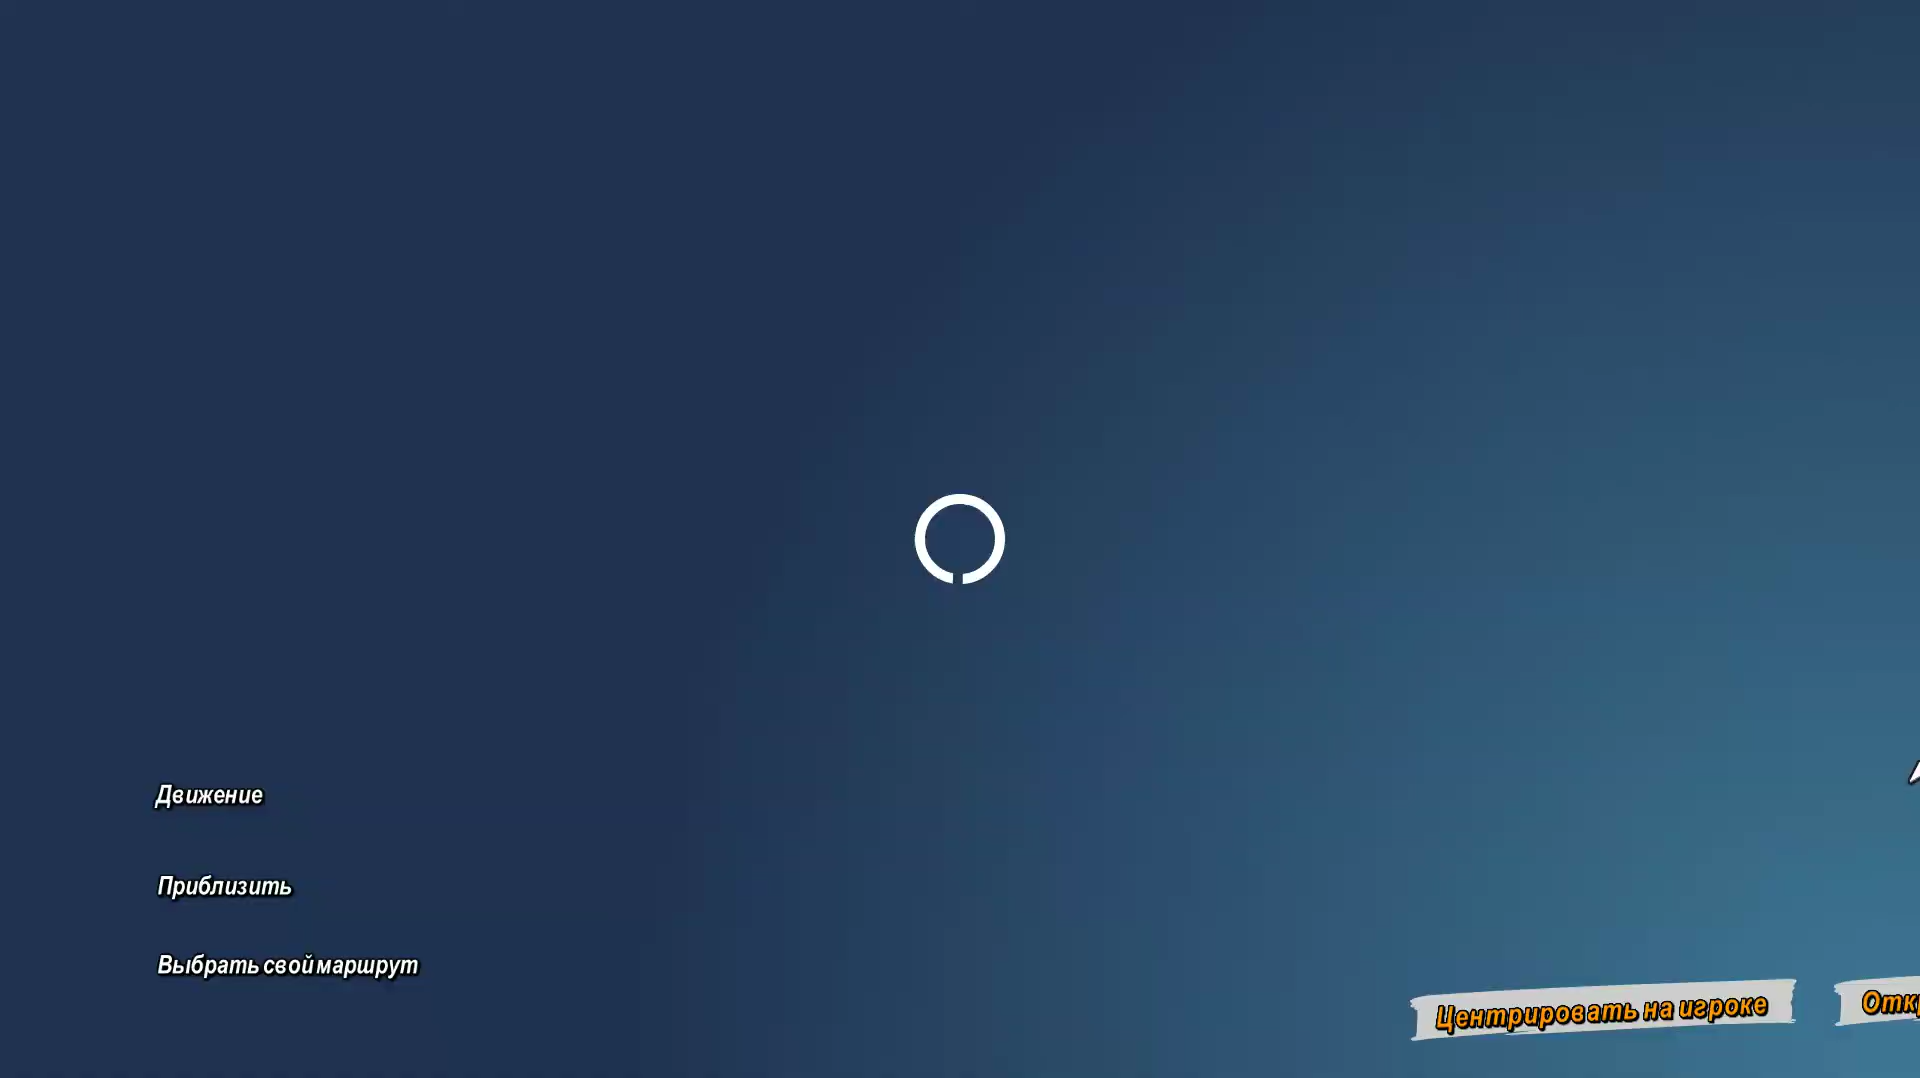 Движение
Приблизить
Выбрать свой маршрут
Центрировать на игроке